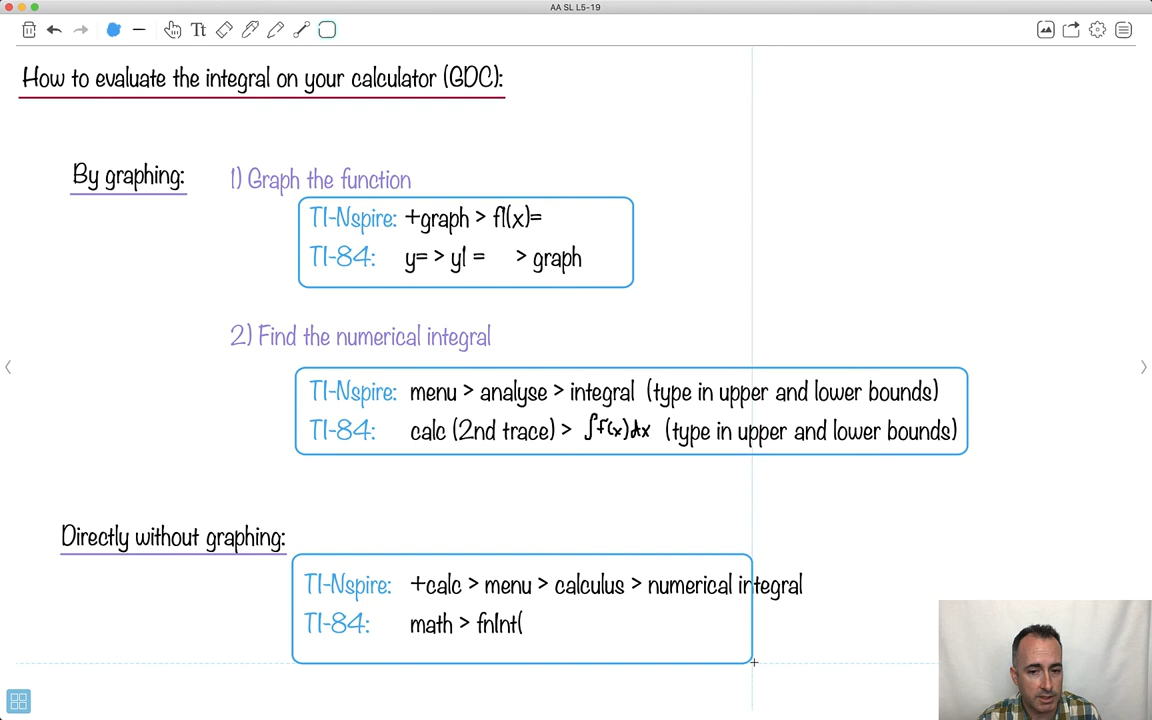 AA SL L5-19
Tt
How to evaluate the integral on your calculator (GDC):
By graphing:
1) Graph the function
TI-Nspire: +graph > f1(x)=
TI-84: y= > y1 = > graph
2) Find the numerical integral
TI-Nspire: menu > analyse > integral (type in upper and lower bounds)
TI-84: calc (2nd trace) > ∫f(x)dx (type in upper and lower bounds)
Directly without graphing:
TI-Nspire: +calc > menu > calculus > numerical integral
TI-84: math > fnInt(